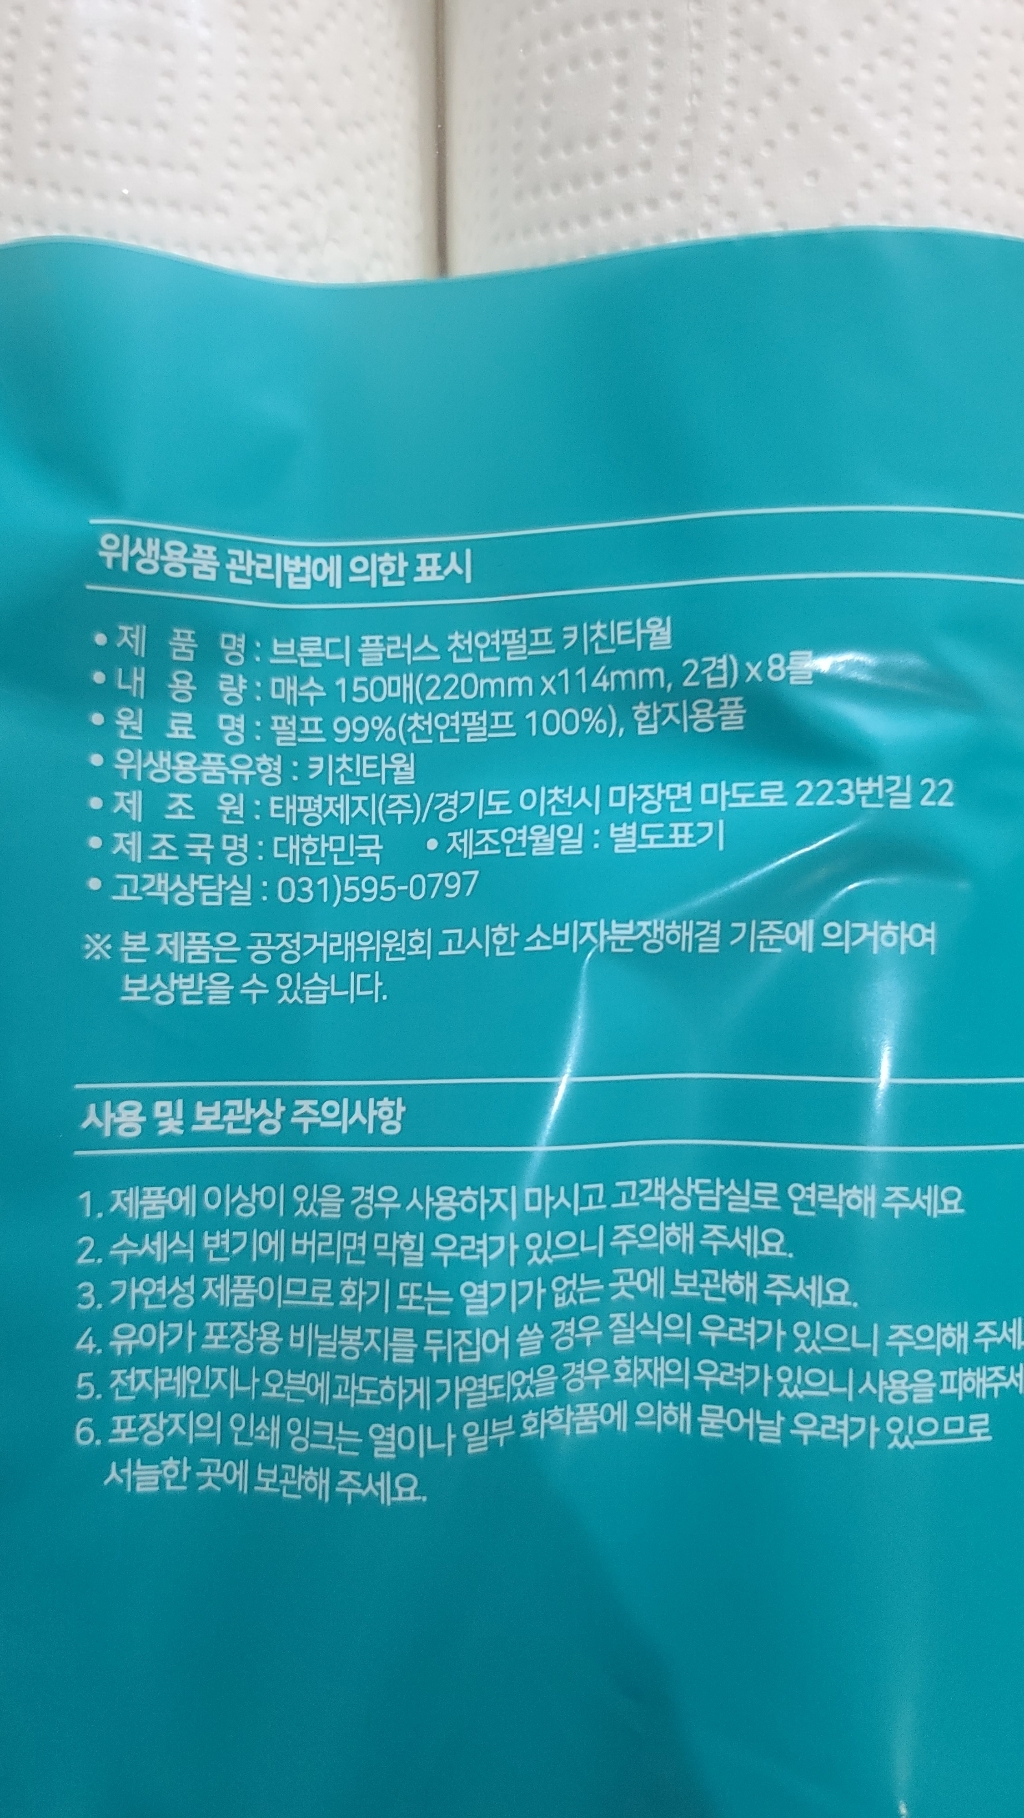 위생용품 관리법에 의한 표시
• 제 품 명 : 브론디 플러스 천연펄프 키친타월
• 내 용 량 : 매수 150매(220mm x114mm, 2겹) x8롤
• 원 료 명 : 펄프 99%(천연펄프 100%), 합지용풀
• 위생용품유형 : 키친타월
• 제 조 원 : 태평제지(주)/경기도 이천시 마장면 마도로 223번길 22
• 제조국명 : 대한민국 • 제조연월일 : 별도표기
• 고객상담실 : 031)595-0797
※ 본 제품은 공정거래위원회 고시한 소비자분쟁해결 기준에 의거하여
보상받을 수 있습니다.
사용 및 보관상 주의사항
1. 제품에 이상이 있을 경우 사용하지 마시고 고객상담실로 연락해 주세요
2. 수세식 변기에 버리면 막힐 우려가 있으니 주의해 주세요.
3. 가연성 제품이므로 화기 또는 열기가 없는 곳에 보관해 주세요.
4. 유아가 포장용 비닐봉지를 뒤집어 쓸 경우 질식의 우려가 있으니 주의해 주세
5. 전자레인지나 오븐에 과도하게 가열되었을 경우 화재의 우려가 있으니 사용을 피해주세
6. 포장지의 인쇄 잉크는 열이나 일부 화학품에 의해 묻어날 우려가 있으므로
서늘한 곳에 보관해 주세요.